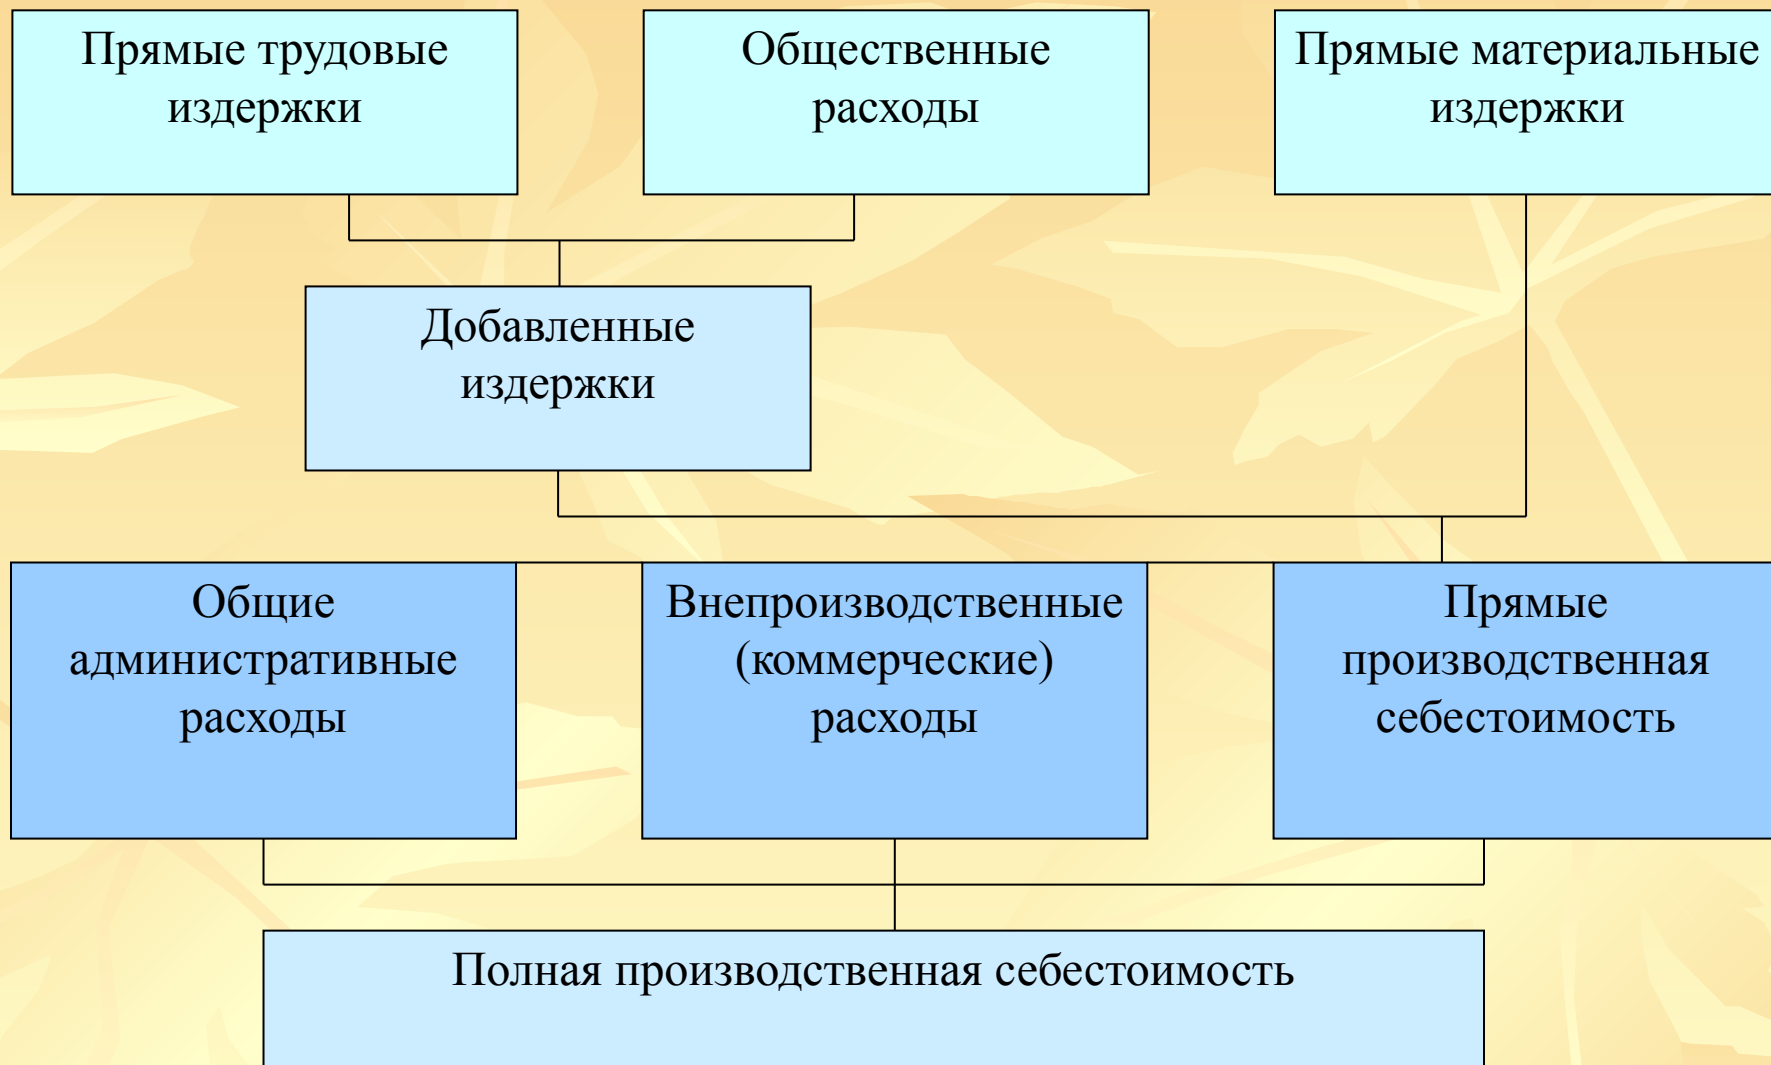 Прямые трудовые
издержки
Общественные
расходы
Прямые материальные
издержки
Добавленные
издержки
Общие
административные
расходы
Внепроизводственные
(коммерческие)
расходы
Прямые
производственная
себестоимость
Полная производственная себестоимость